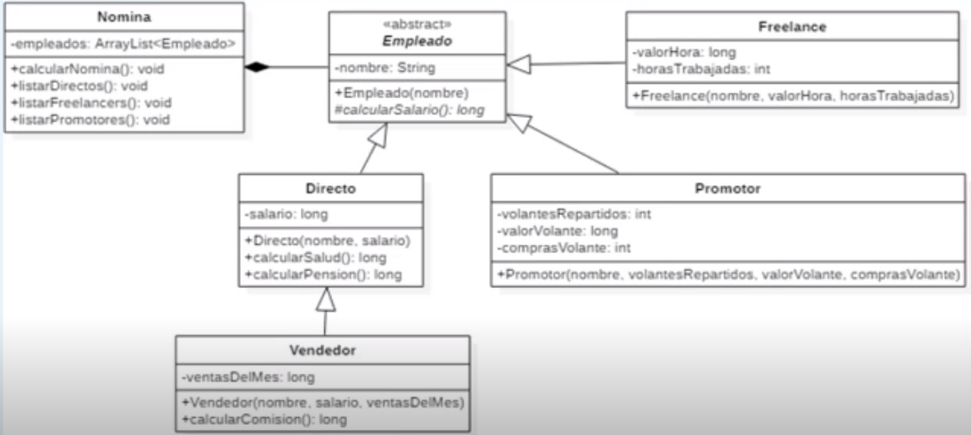 Nomina
-empleados: ArrayList<Empleado>
+calcularNomina(): void
+listarDirectos(): void
+listarFreelancers(): void
+listarPromotores(): void
«abstract»
Empleado
-nombre: String
+Empleado(nombre)
#calcularSalario(): long
Freelance
-valorHora: long
-horasTrabajadas: int
+Freelance(nombre, valorHora, horasTrabajadas)
Directo
-salario: long
+Directo(nombre, salario)
+calcularSalud(): long
+calcularPension(): long
Promotor
-volantesRepartidos: int
-valorVolante: long
-comprasVolante: int
+Promotor(nombre, volantesRepartidos, valorVolante, comprasVolante)
Vendedor
-ventasDelMes: long
+Vendedor(nombre, salario, ventasDelMes)
+calcularComision(): long